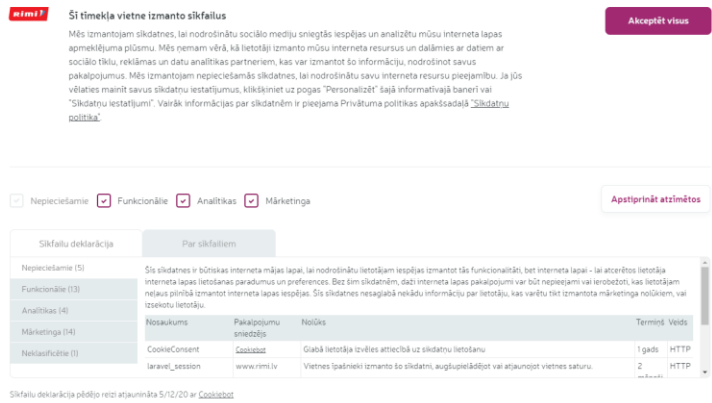 Rimi
Šī tīmekļa vietne izmanto sīkfailus
Akceptēt visus
Mēs izmantojam sīkdatnes, lai nodrošinātu sociālo mediju sniegtās iespējas un analizētu mūsu interneta lapas
apmeklējuma plūsmu. Mēs ņemam vērā, kā lietotāji izmanto mūsu interneta resursus un dalāmies ar datiem ar
sociālo tīklu, reklāmas un datu analītikas partneriem, kas var izmantot šo informāciju, nodrošinot savus
pakalpojumus. Mēs izmantojam nepieciešamās sīkdatnes, lai nodrošinātu savu interneta resursu pieejamību. Ja jūs
vēlaties mainīt savus sīkdatņu iestatījumus, klikšķiniet uz pogas "Personalizēt" šajā informatīvajā banerī vai
"Sīkdatņu iestatījumi". Vairāk informācijas par sīkdatnēm ir pieejama Privātuma politikas apakšsadaļā "Sīkdatņu
politika".
Nepieciešamie Funkcionālie Analītikas Mārketinga
Apstiprināt atzīmētos
Sīkfailu deklarācija Par sīkfailiem
Nepieciešamie (5)
Funkcionālie (13)
Analītikas (4)
Mārketinga (14)
Neklasificētie (1)
Šīs sīkdatnes ir būtiskas interneta mājas lapai, lai nodrošinātu lietotājam iespējas izmantot tās funkcionalitāti, bet interneta lapai - lai atcerētos lietotāja
interneta lapas lietošanas paradumus un preferences. Bez šīm sīkdatnēm, daži interneta lapas pakalpojumi var būt nepieejami vai ierobežoti, kas lietotājam
neļaus pilnībā izmantot interneta lapas iespējas. Šīs sīkdatnes nesaglabā nekādu informāciju par lietotāju, kas varētu tikt izmantota mārketinga nolūkiem, vai
izsekotu lietotāju.
Nosaukums Pakalpojumu sniedzējs Nolūks Termiņš Veids
CookieConsent Cookiebot Glabā lietotāja izvēles attiecībā uz sīkdatņu lietošanu 1 gads HTTP
laravel_session www.rimi.lv Vietnes īpašnieki izmanto šo sīkdatni, augšupielādējot vai atjaunojot vietnes saturu. 2 mēneši HTTP
Sīkfailu deklarācija pēdējo reizi atjaunināta 5/12/20 ar Cookiebot